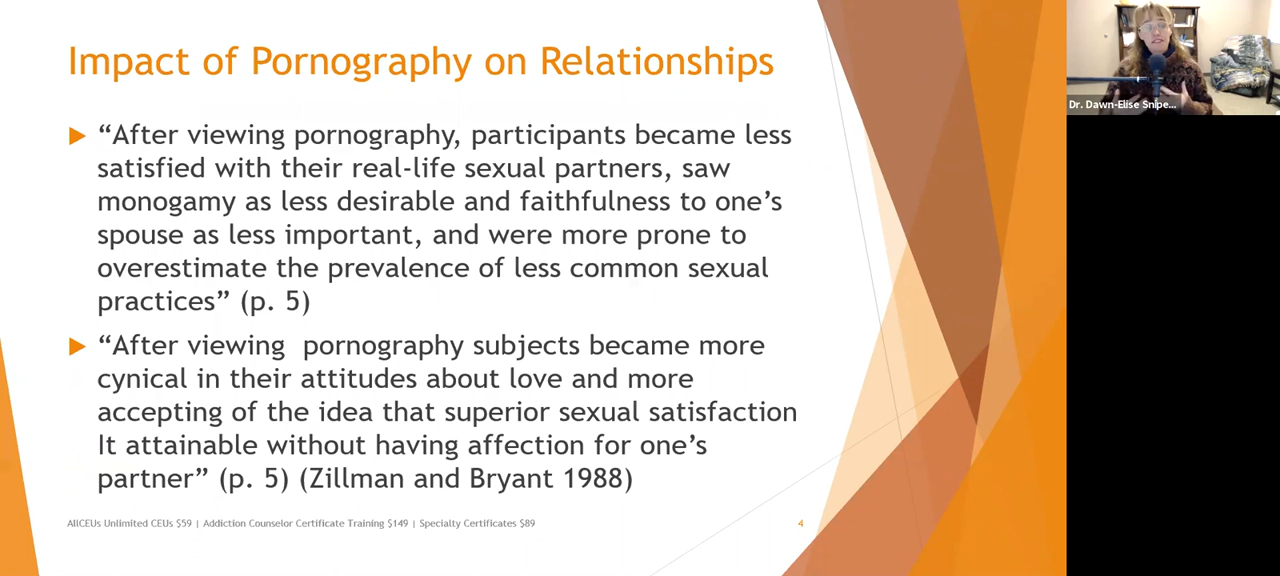 Impact of Pornography on Relationships
Dr. Dawn-Elise Snipe...
“After viewing pornography, participants became less
satisfied with their real-life sexual partners, saw
monogamy as less desirable and faithfulness to one’s
spouse as less important, and were more prone to
overestimate the prevalence of less common sexual
practices” (p. 5)
“After viewing  pornography subjects became more
cynical in their attitudes about love and more
accepting of the idea that superior sexual satisfaction
It attainable without having affection for one’s
partner” (p. 5) (Zillman and Bryant 1988)
AllCEUs Unlimited CEUs $59 | Addiction Counselor Certificate Training $149 | Specialty Certificates $89
4